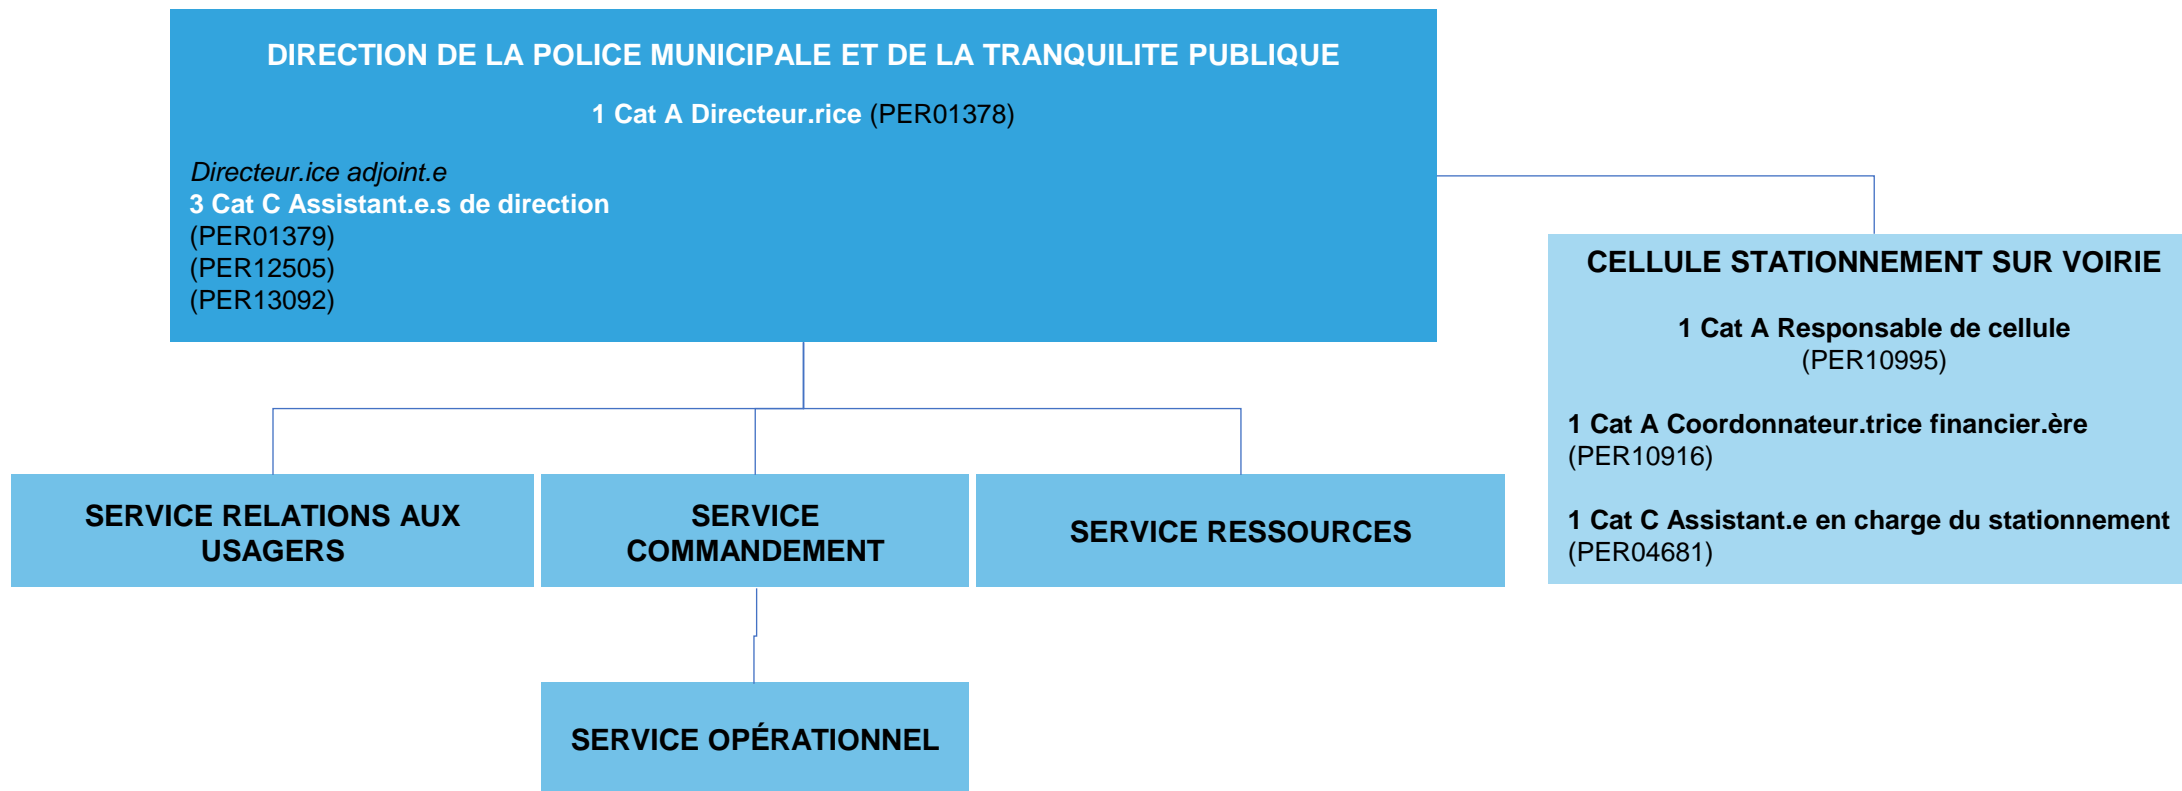 DIRECTION DE LA POLICE MUNICIPALE ET DE LA TRANQUILITE PUBLIQUE
1 Cat A Directeur.rice (PER01378)
Directeur.ice adjoint.e
3 Cat C Assistant.e.s de direction
(PER01379)
(PER12505)
(PER13092)
CELLULE STATIONNEMENT SUR VOIRIE
1 Cat A Responsable de cellule
(PER10995)
1 Cat A Coordonnateur.trice financier.ère
(PER10916)
1 Cat C Assistant.e en charge du stationnement
(PER04681)
SERVICE RELATIONS AUX
USAGERS
SERVICE
COMMANDEMENT
SERVICE RESSOURCES
SERVICE OPÉRATIONNEL